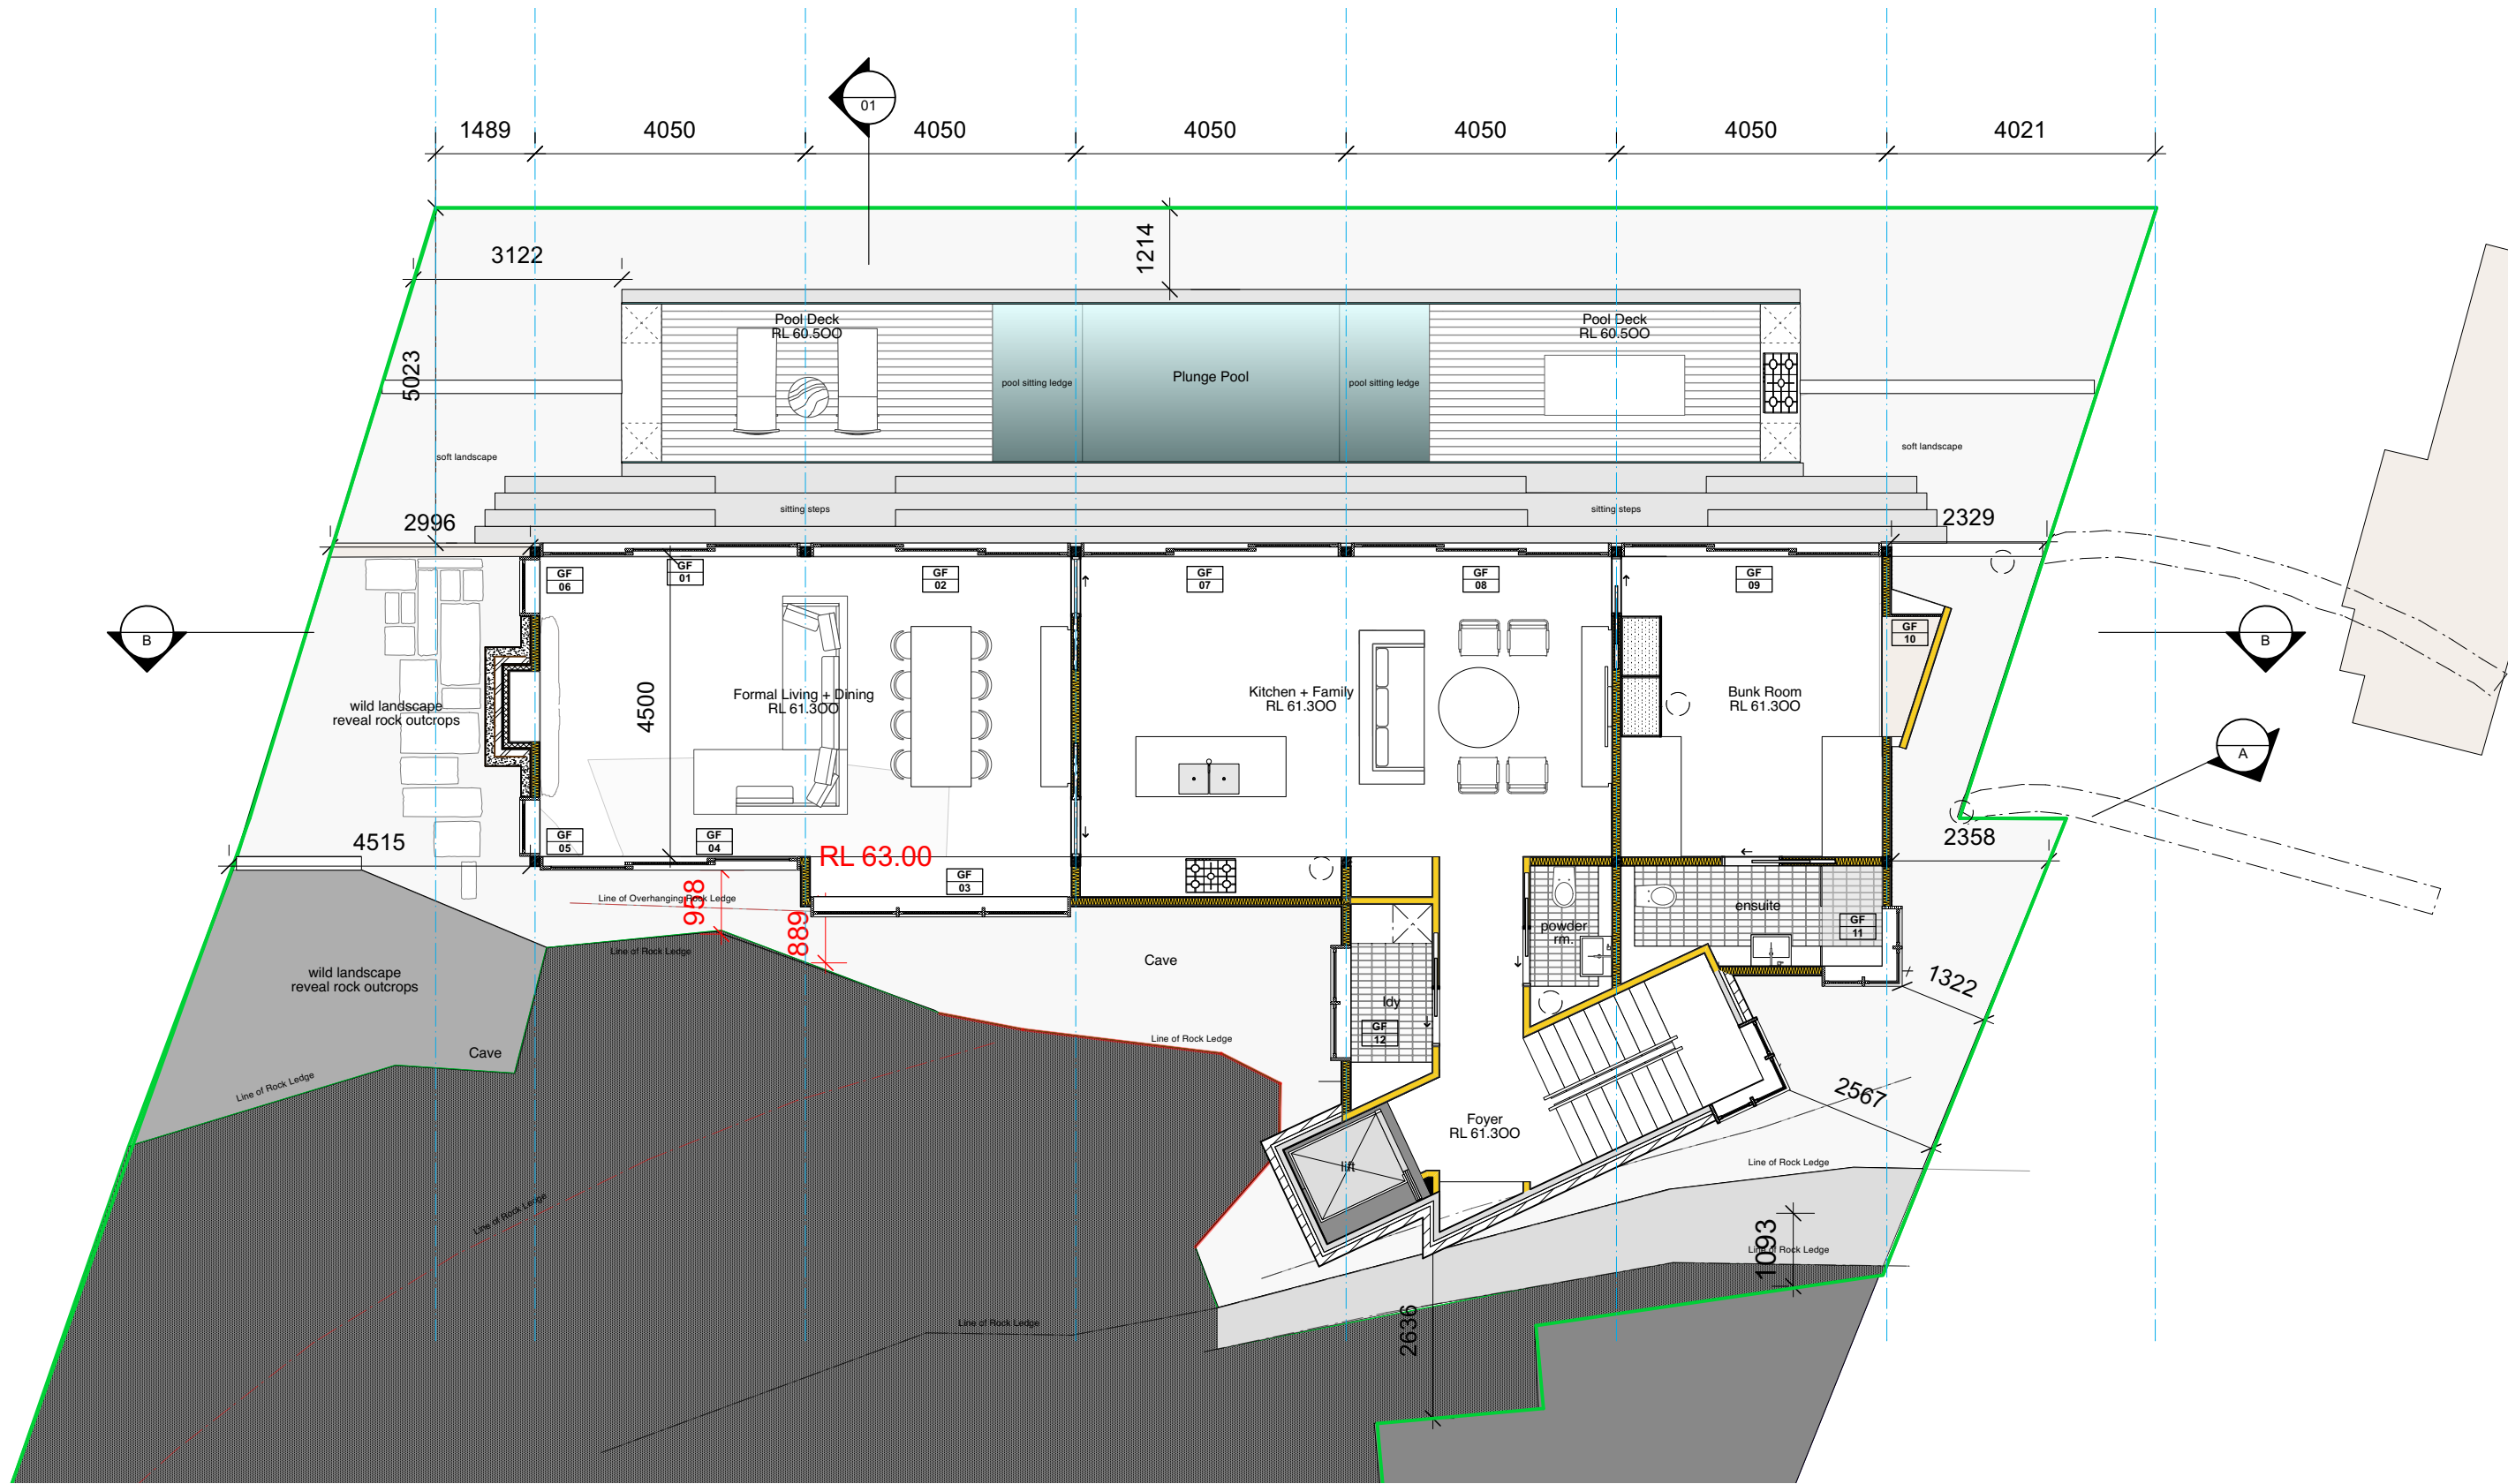 01
1489
4050
4050
4050
4050
4050
4021
3122
1214
Pool Deck
RL 60.5OO
Pool Deck
RL 60.5OO
5023
pool sitting ledge
Plunge Pool
pool sitting ledge
soft landscape
soft landscape
sitting steps
sitting steps
2996
2329
GF
06
GF
01
GF
02
GF
07
GF
08
GF
09
GF
10
B
B
A
wild landscape
reveal rock outcrops
4500
Formal Living + Dining
RL 61.3OO
Kitchen + Family
RL 61.3OO
Bunk Room
RL 61.3OO
4515
GF
05
GF
04
RL 63.00
GF
03
2358
Line of Overhanging Rock Ledge
958
889
Line of Rock Ledge
Cave
powder
rm.
ensuite
GF
11
wild landscape
reveal rock outcrops
ldy
GF
12
1322
Line of Rock Ledge
Cave
Line of Rock Ledge
2567
Foyer
RL 61.3OO
lift
Line of Rock Ledge
Line of Rock Ledge
1093
Line of Rock Ledge
2636
Line of Rock Ledge